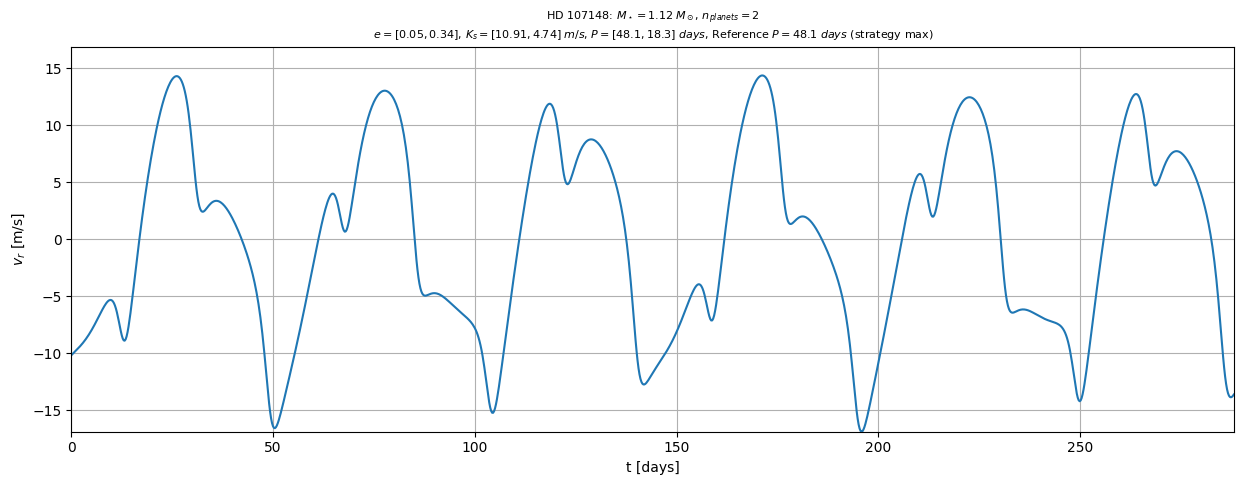 HD 107148: $M_⋆ = 1.12 M_⊙$, $n_{planets} = 2$
e = [0.05, 0.34], K_s = [10.91, 4.74] m/s, P = [48.1, 18.3] days, Reference P = 48.1 days (strategy max)
v_r [m/s]
15
10
5
0
−5
−10
−15
0 50 100 150 200 250
t [days]